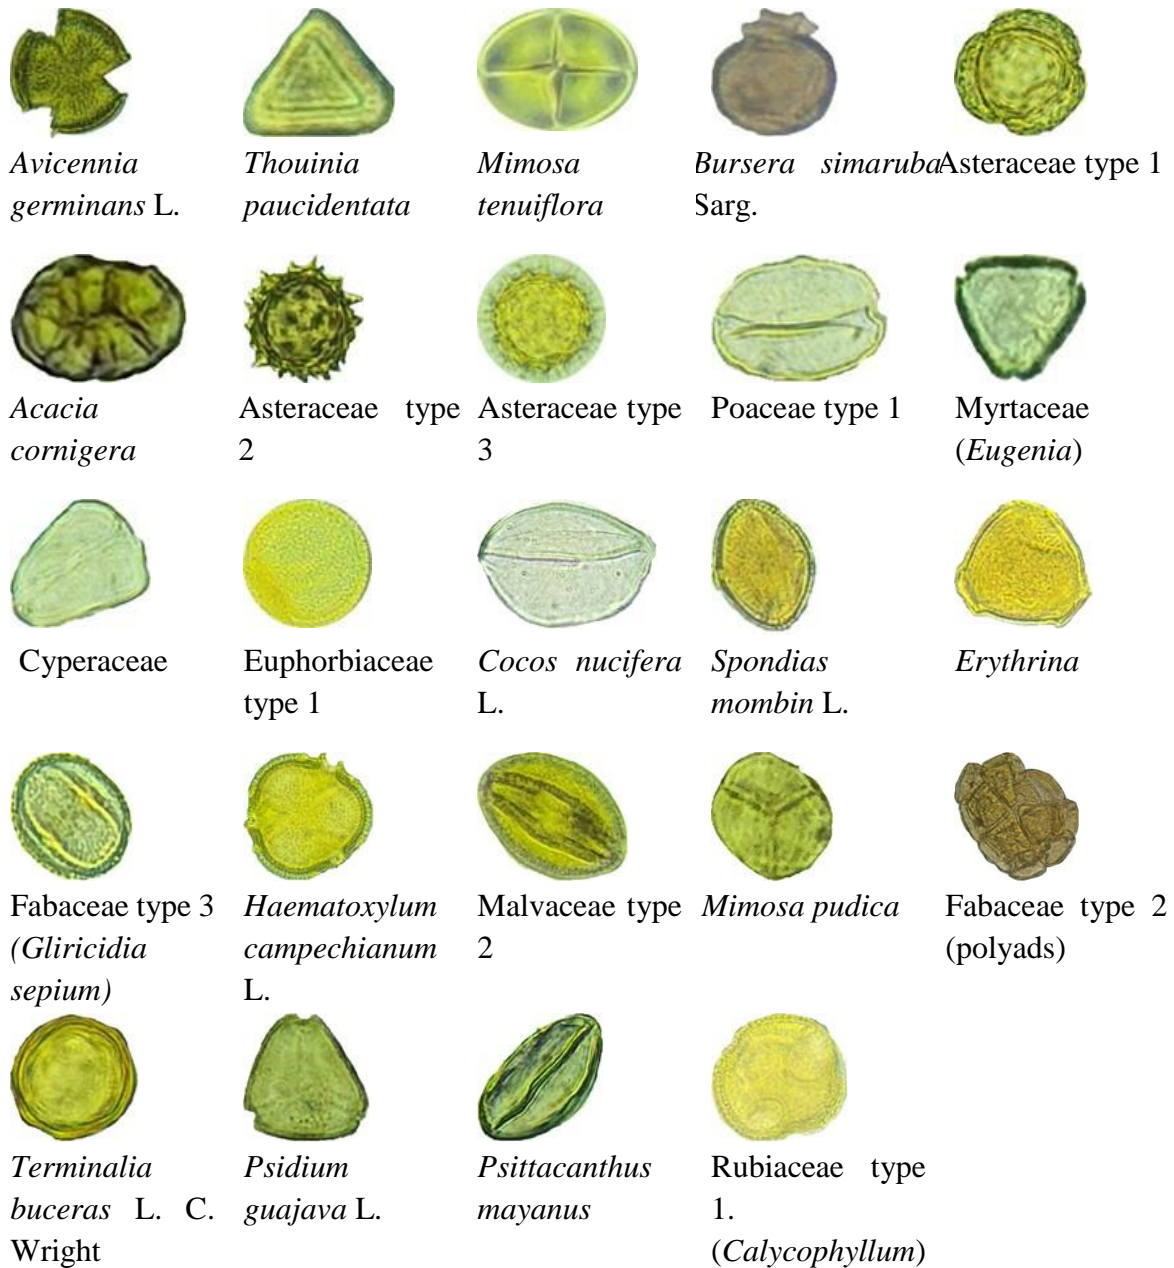 Avicennia
germinans L.
Thouinia
paucidentata
Mimosa
tenuiflora
Bursera simaruba
Sarg.
Asteraceae type 1
Acacia
cornigera
Asteraceae type
2
Asteraceae type
3
Poaceae type 1
Myrtaceae
(Eugenia)
Cyperaceae
Euphorbiaceae
type 1
Cocos nucifera
L.
Spondias
mombin L.
Erythrina
Fabaceae type 3
(Gliricidia
sepium)
Haematoxylum
campechianum
L.
Malvaceae type
2
Mimosa pudica
Fabaceae type 2
(polyads)
Terminalia
buceras L. C.
Wright
Psidium
guajava L.
Psittacanthus
mayanus
Rubiaceae type
1.
(Calycophyllum)